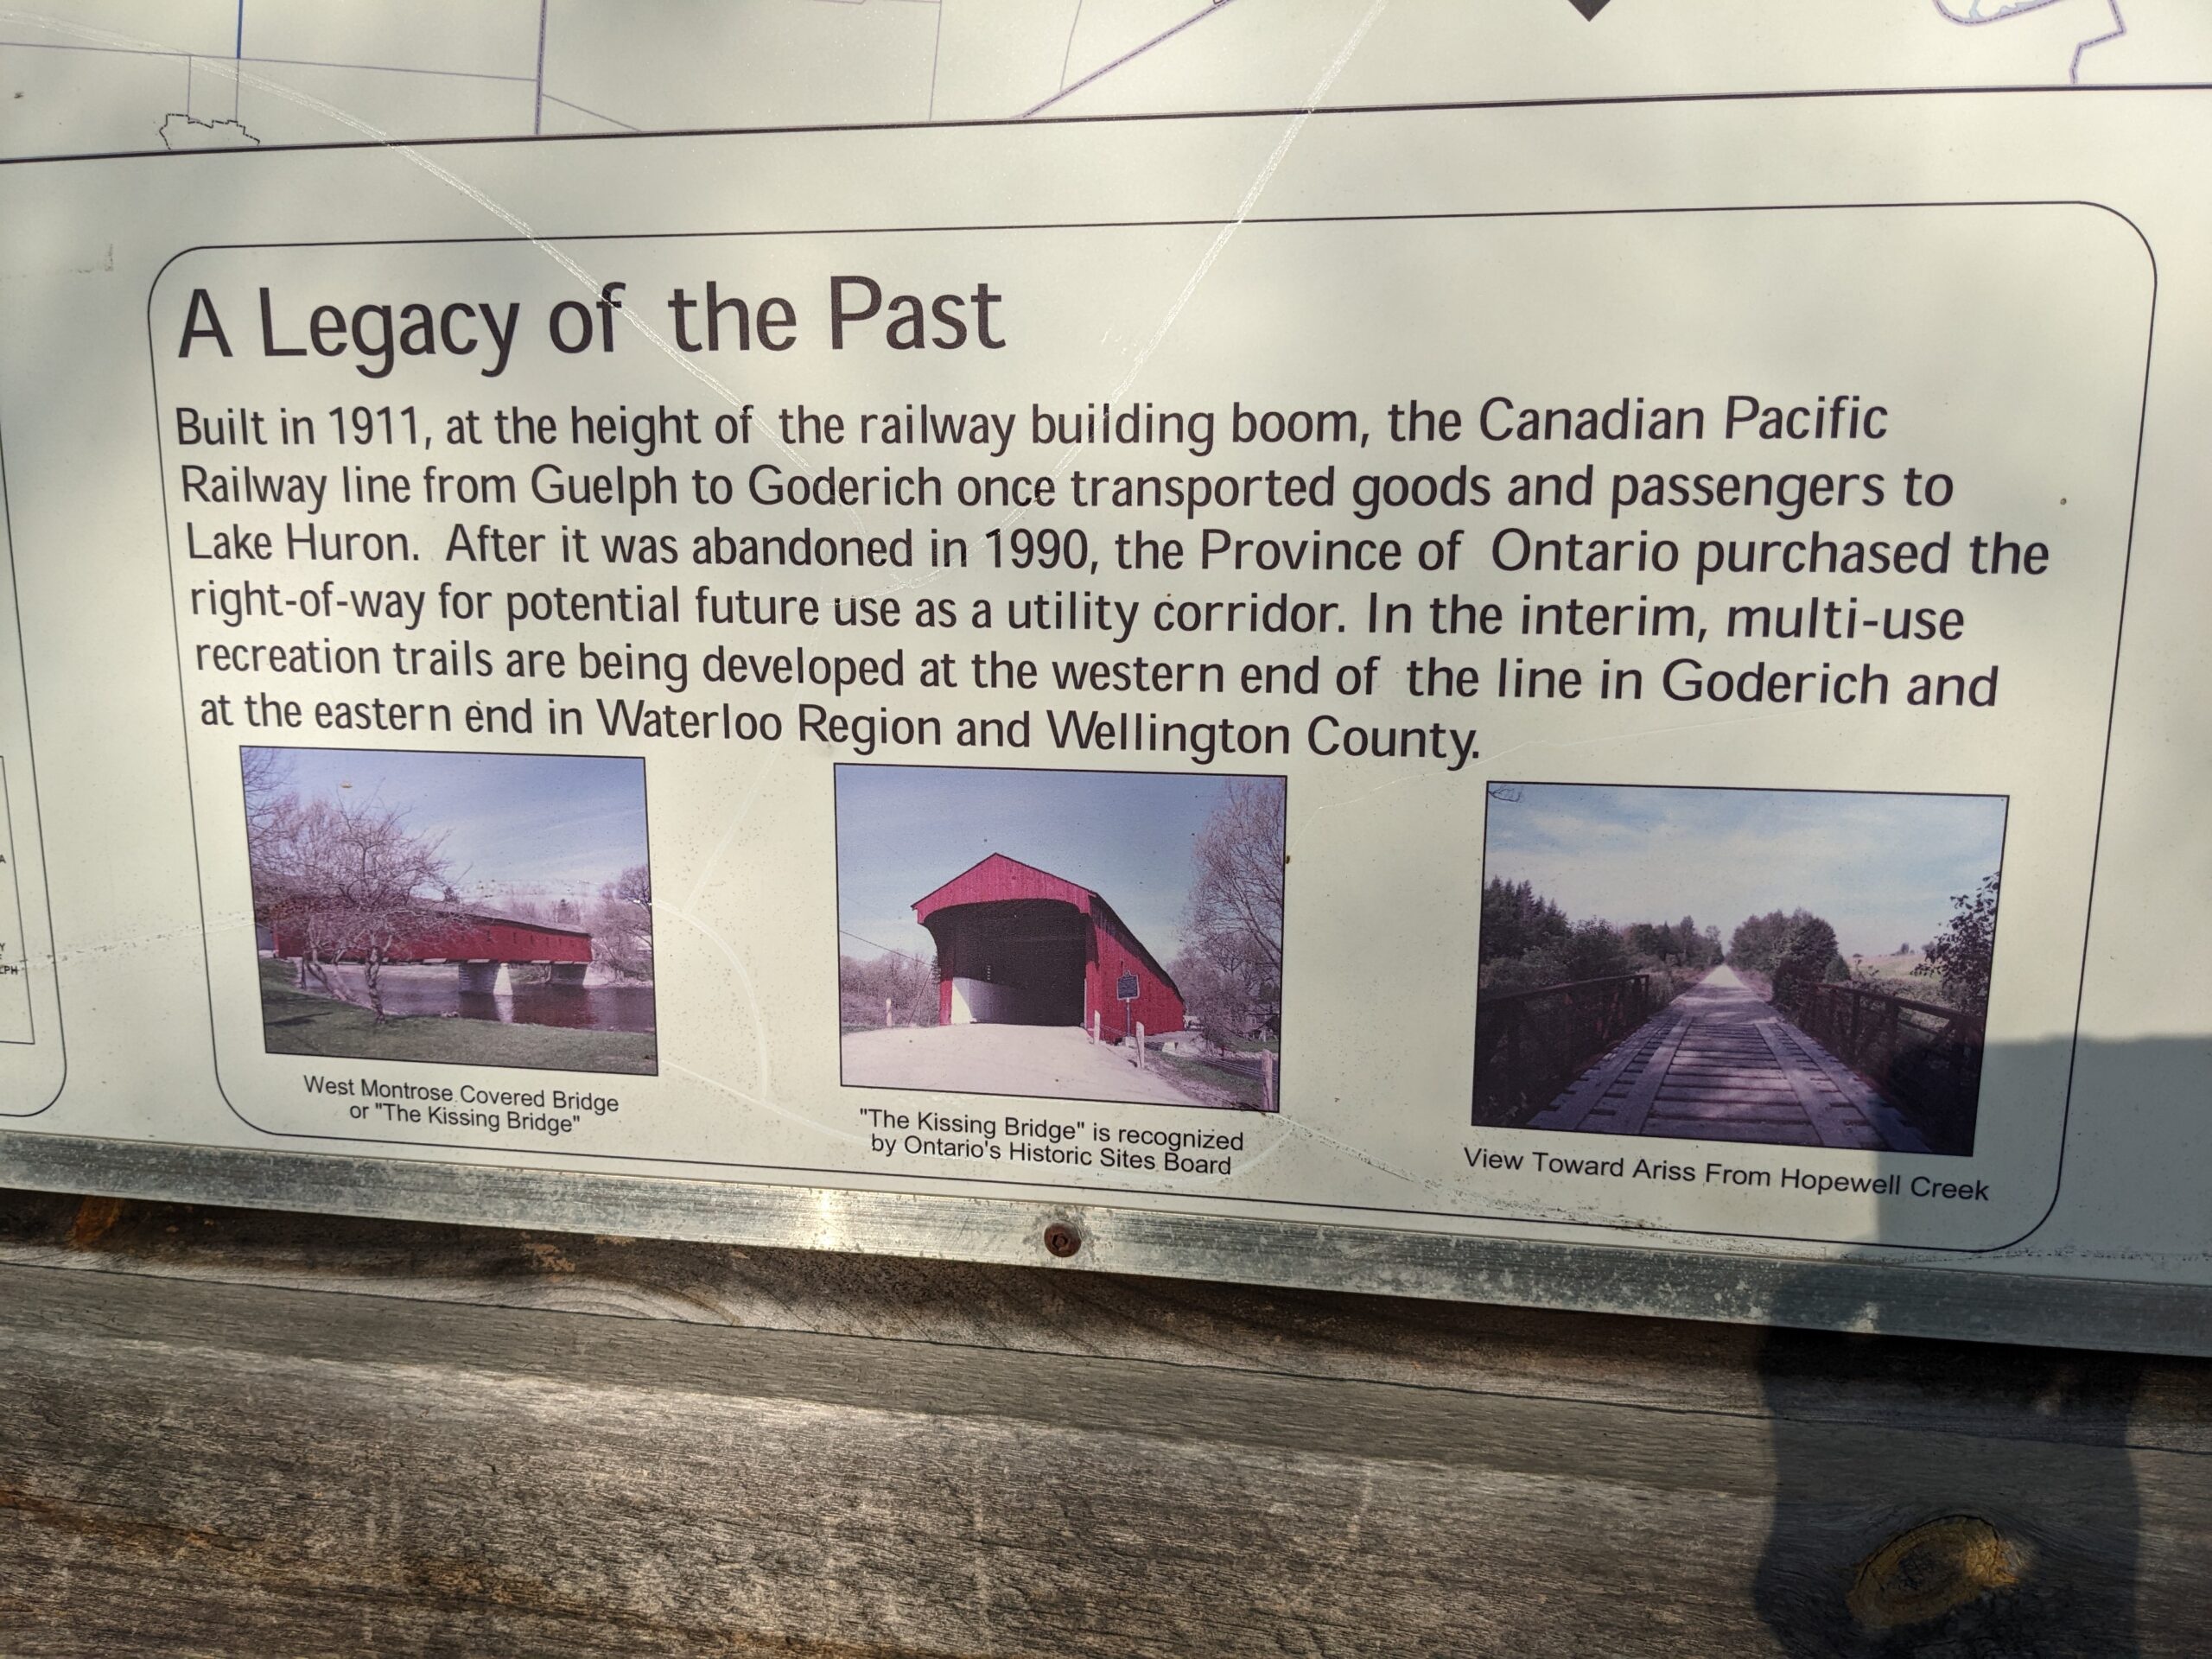 A Legacy of the Past
Built in 1911, at the height of the railway building boom, the Canadian Pacific
Railway line from Guelph to Goderich once transported goods and passengers to
Lake Huron. After it was abandoned in 1990, the Province of Ontario purchased the
right-of-way for potential future use as a utility corridor. In the interim, multi-use
recreation trails are being developed at the western end of the line in Goderich and
at the eastern end in Waterloo Region and Wellington County.
West Montrose Covered Bridge
or "The Kissing Bridge"
"The Kissing Bridge" is recognized
by Ontario's Historic Sites Board
View Toward Ariss From Hopewell Creek